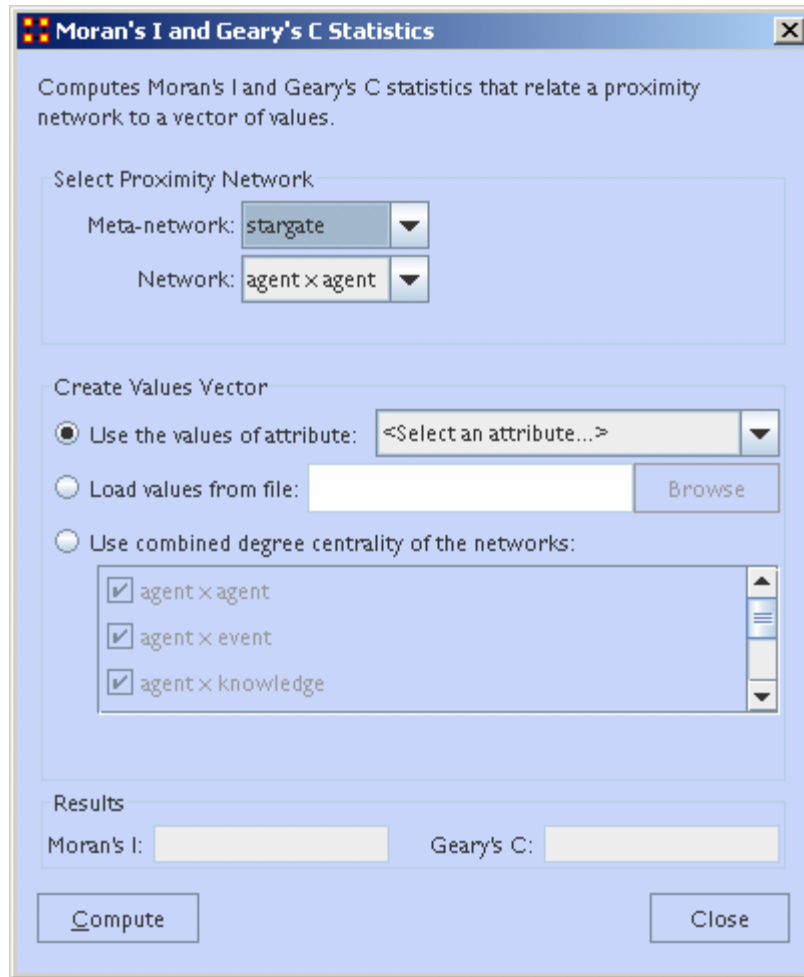 Moran's I and Geary's C Statistics
Computes Moran's I and Geary's C statistics that relate a proximity
network to a vector of values.
Select Proximity Network
Meta-network: stargate
Network: agent × agent
Create Values Vector
Use the values of attribute: <Select an attribute...>
Load values from file: Browse
Use combined degree centrality of the networks:
agent × agent
agent × event
agent × knowledge
Results
Moran's I: Geary's C:
Compute Close